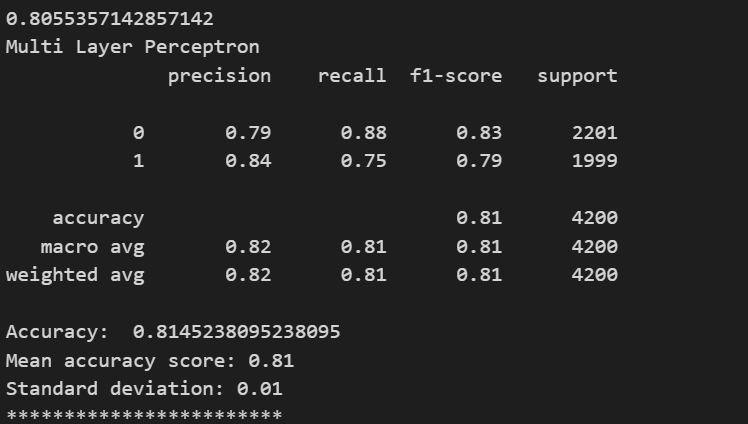 0.8055357142857142
Multi Layer Perceptron
precision recall f1-score support
0 0.79 0.88 0.83 2201
1 0.84 0.75 0.79 1999
accuracy 0.81 4200
macro avg 0.82 0.81 0.81 4200
weighted avg 0.82 0.81 0.81 4200
Accuracy: 0.8145238095238095
Mean accuracy score: 0.81
Standard deviation: 0.01
************************